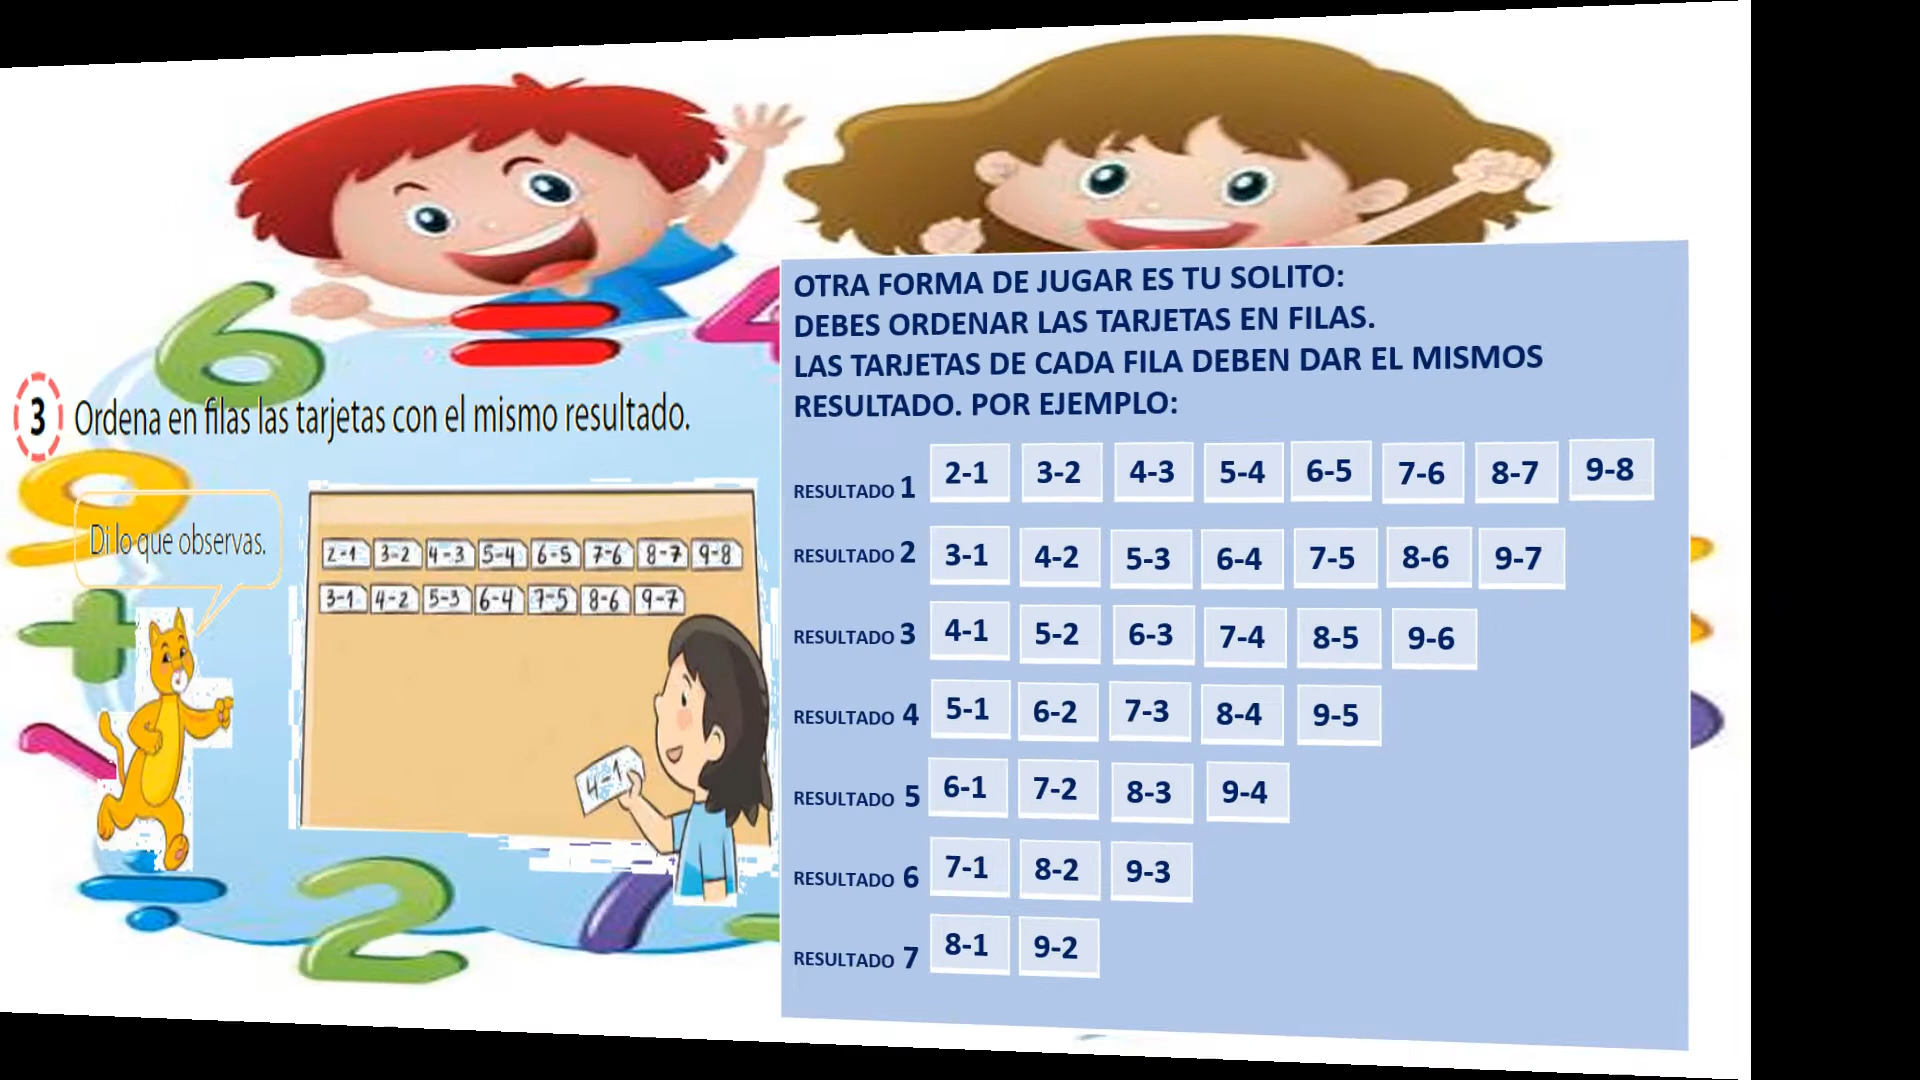 3 Ordena en filas las tarjetas con el mismo resultado.
Di lo que observas.
2-1 3-2 4-3 5-4 6-5 7-6 8-7 9-8
3-1 4-2 5-3 6-4 7-5 8-6 9-7
4-1
OTRA FORMA DE JUGAR ES TU SOLITO:
DEBES ORDENAR LAS TARJETAS EN FILAS.
LAS TARJETAS DE CADA FILA DEBEN DAR EL MISMOS
RESULTADO. POR EJEMPLO:
RESULTADO 1 2-1 3-2 4-3 5-4 6-5 7-6 8-7 9-8
RESULTADO 2 3-1 4-2 5-3 6-4 7-5 8-6 9-7
RESULTADO 3 4-1 5-2 6-3 7-4 8-5 9-6
RESULTADO 4 5-1 6-2 7-3 8-4 9-5
RESULTADO 5 6-1 7-2 8-3 9-4
RESULTADO 6 7-1 8-2 9-3
RESULTADO 7 8-1 9-2
6
4
9
2
7